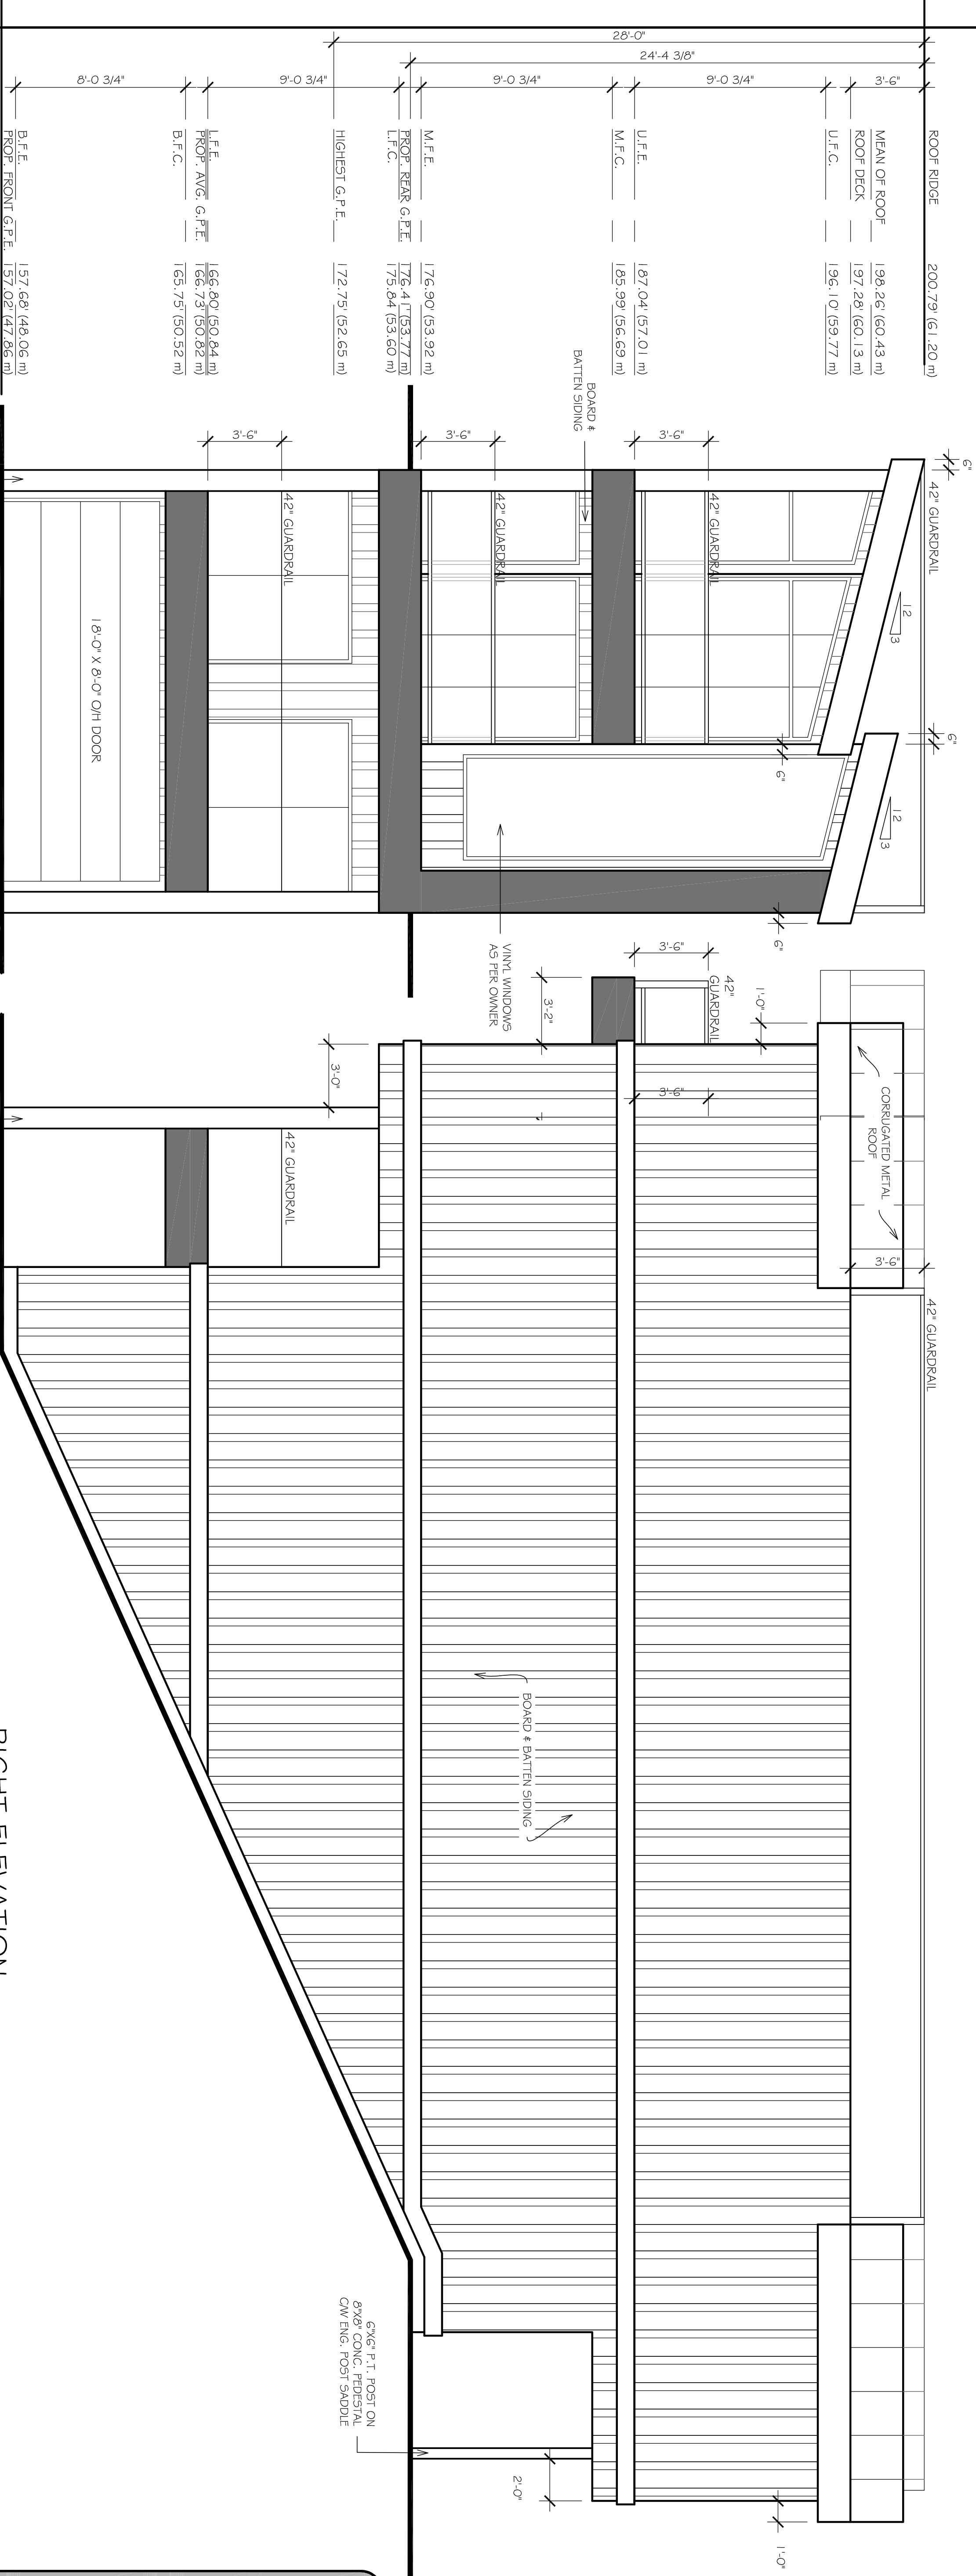 28'-0"
24'-4 3/8"
3'-6"
9'-0 3/4"
9'-0 3/4"
9'-0 3/4"
8'-0 3/4"
ROOF RIDGE 200.79' (61.20 m)
MEAN OF ROOF 198.26' (60.43 m)
ROOF DECK 197.28' (60.13 m)
U.F.C. 196.10' (59.77 m)
U.F.E. 187.04' (57.01 m)
M.F.C. 185.99' (56.69 m)
M.F.E. 176.90' (53.92 m)
PROP. REAR G.P.E. 176.41' (53.77 m)
L.F.C. 175.84' (53.60 m)
HIGHEST G.P.E. 172.75' (52.65 m)
L.F.E. 166.80' (50.84 m)
PROP. AVG. G.P.E. 166.73' (50.82 m)
B.F.C. 165.75' (50.52 m)
B.F.E. 157.68' (48.06 m)
PROP. FRONT G.P.E. 157.02' (47.86 m)
BOARD &
BATTEN SIDING
3'-6"
3'-6"
3'-6"
6"
42" GUARDRAIL
42" GUARDRAIL
42" GUARDRAIL
42" GUARDRAIL
12
3
6"
6"
12
3
6"
18'-0" X 8'-0" O/H DOOR
VINYL WINDOWS
AS PER OWNER
3'-6"
42"
GUARDRAIL
3'-2"
1'-0"
3'-0"
3'-6"
CORRUGATED METAL
ROOF
42" GUARDRAIL
3'-6"
42" GUARDRAIL
BOARD & BATTEN SIDING
6"X6" P.T. POST ON
8"X8" CONC. PEDESTAL
C/W ENG. POST SADDLE
2'-0"
1'-0"
RIGHT ELEVATION